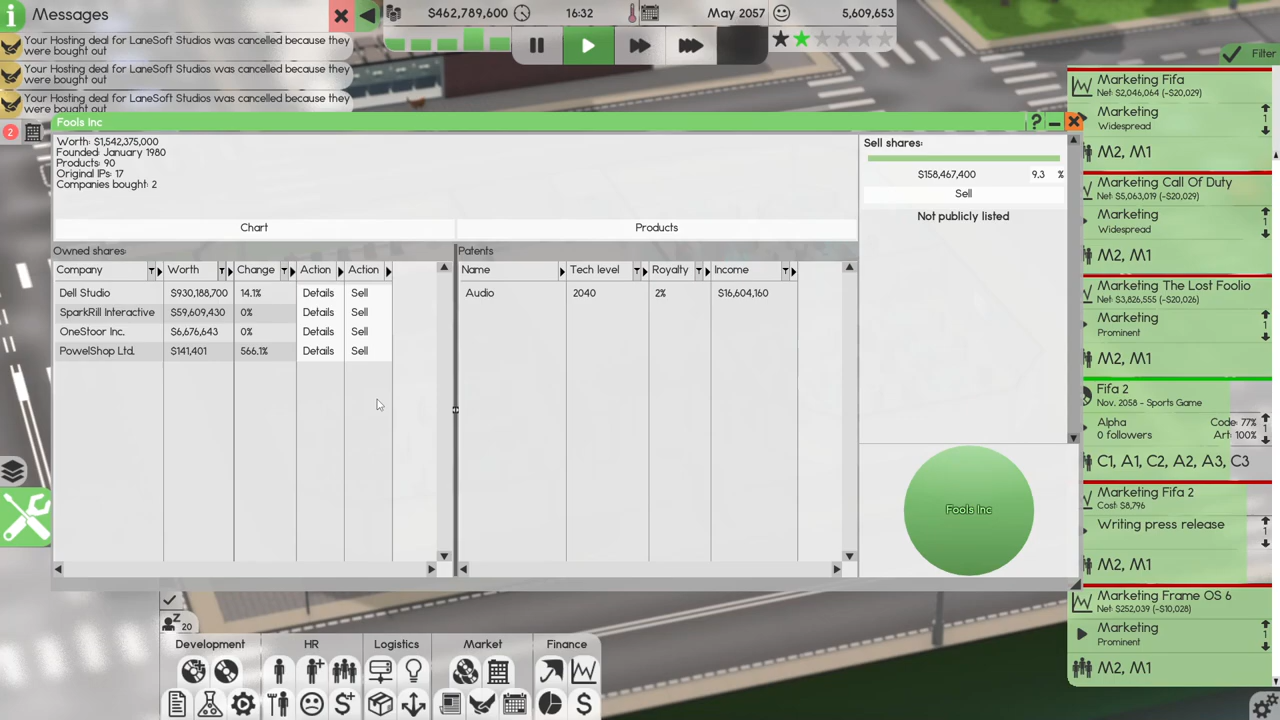 Messages
$462,789,600
16:32
May 2057
5,609,653
Your Hosting deal for LaneSoft Studios was cancelled because they
were bought out
Your Hosting deal for LaneSoft Studios was cancelled because they
were bought out
Your Hosting deal for LaneSoft Studios was cancelled because they
were bought out
Filter
2
Fools Inc
?
Worth: $1,542,375,000
Founded: January 1980
Products: 90
Original IPs: 17
Companies bought: 2
Chart
Products
Sell shares:
$158,467,400 9.3 %
Sell
Not publicly listed
Owned shares:
Company Worth Change Action Action
Dell Studio $930,188,700 14.1% Details Sell
SparkRill Interactive $59,609,430 0% Details Sell
OneStoor Inc. $6,676,643 0% Details Sell
PowelShop Ltd. $141,401 566.1% Details Sell
Patents
Name Tech level Royalty Income
Audio 2040 2% $16,604,160
Fools Inc
Marketing Fifa
Net: $2,046,064 (-$20,029)
Marketing
Widespread
1
M2, M1
Marketing Call Of Duty
Net: $5,063,019 (-$20,029)
Marketing
Widespread
1
M2, M1
Marketing The Lost Foolio
Net: $3,826,555 (-$20,026)
Marketing
Prominent
1
M2, M1
Fifa 2
Nov. 2058 - Sports Game
Alpha Code: 77%
0 followers Art: 100%
1
C1, A1, C2, A2, A3, C3
Marketing Fifa 2
Cost: $8,796
Writing press release
1
M2, M1
Marketing Frame OS 6
Net: $252,039 (-$10,028)
Marketing
Prominent
1
M2, M1
Z
20
Development
HR
Logistics
Market
Finance